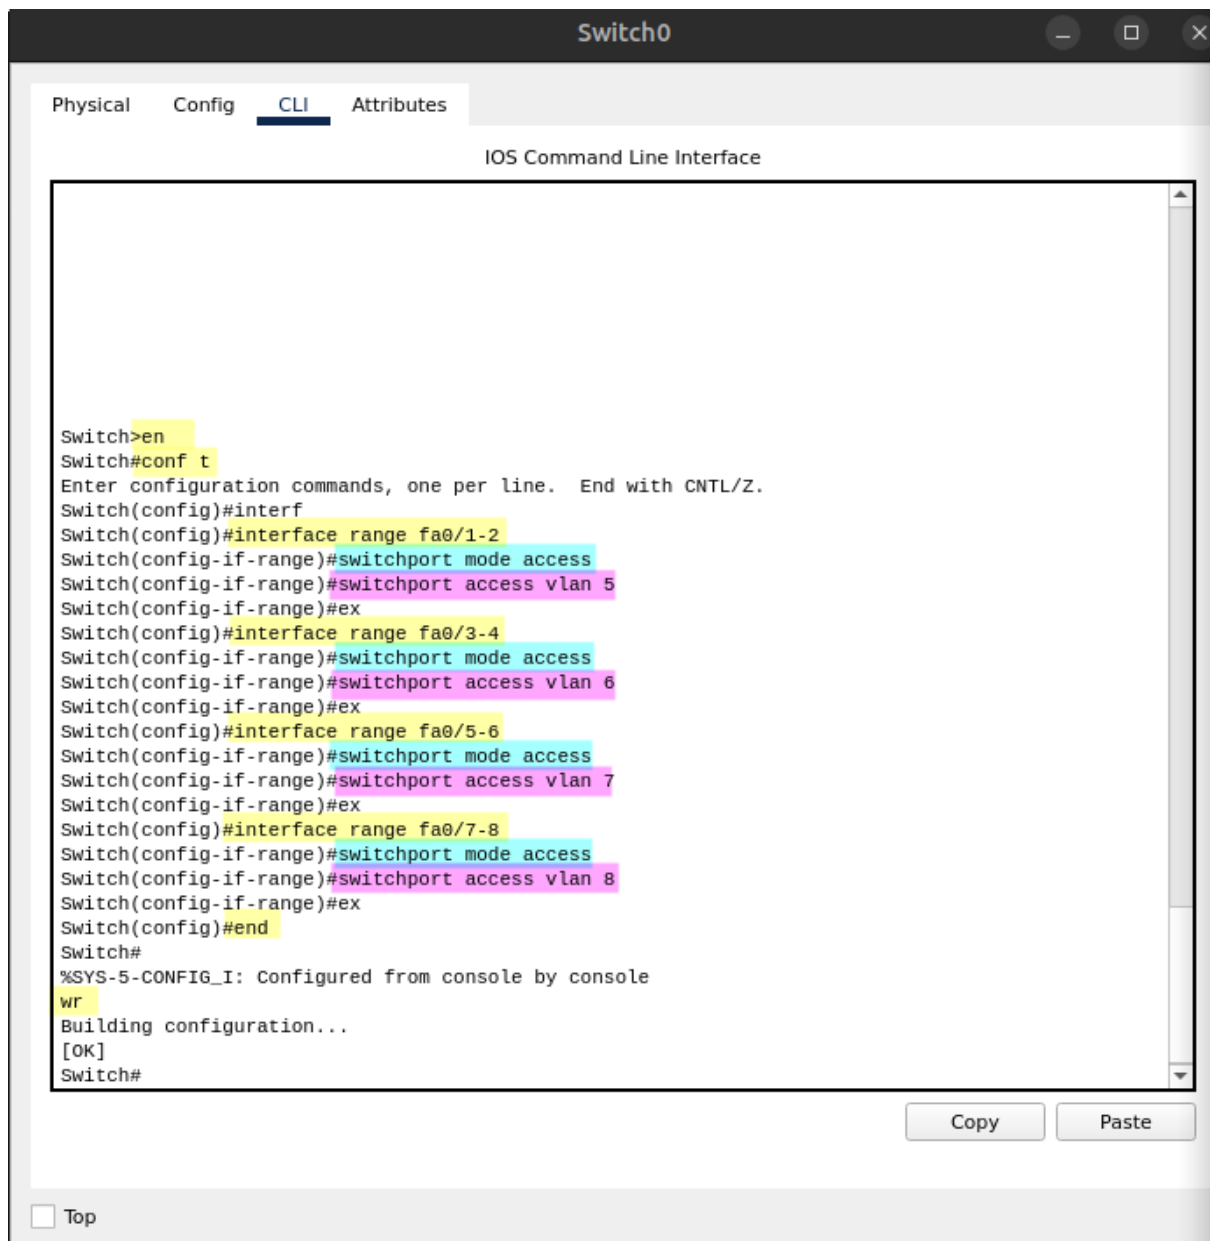 Switch0
Physical Config CLI Attributes
IOS Command Line Interface
Switch>en
Switch#conf t
Enter configuration commands, one per line.  End with CNTL/Z.
Switch(config)#interf
Switch(config)#interface range fa0/1-2
Switch(config-if-range)#switchport mode access
Switch(config-if-range)#switchport access vlan 5
Switch(config-if-range)#ex
Switch(config)#interface range fa0/3-4
Switch(config-if-range)#switchport mode access
Switch(config-if-range)#switchport access vlan 6
Switch(config-if-range)#ex
Switch(config)#interface range fa0/5-6
Switch(config-if-range)#switchport mode access
Switch(config-if-range)#switchport access vlan 7
Switch(config-if-range)#ex
Switch(config)#interface range fa0/7-8
Switch(config-if-range)#switchport mode access
Switch(config-if-range)#switchport access vlan 8
Switch(config-if-range)#ex
Switch(config)#end
Switch#
%SYS-5-CONFIG_I: Configured from console by console
wr
Building configuration...
[OK]
Switch#
Copy Paste
Top